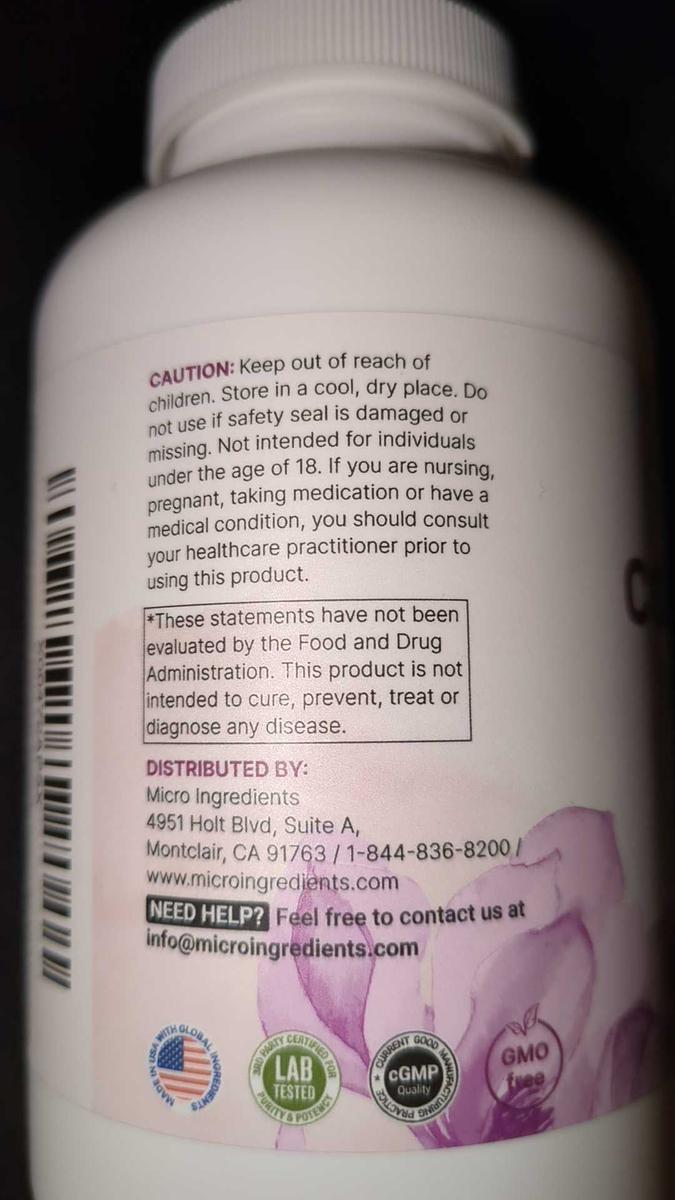 CAUTION: Keep out of reach of
children. Store in a cool, dry place. Do
not use if safety seal is damaged or
missing. Not intended for individuals
under the age of 18. If you are nursing,
pregnant, taking medication or have a
medical condition, you should consult
your healthcare practitioner prior to
using this product.
*These statements have not been
evaluated by the Food and Drug
Administration. This product is not
intended to cure, prevent, treat or
diagnose any disease.
DISTRIBUTED BY:
Micro Ingredients
4951 Holt Blvd, Suite A,
Montclair, CA 91763 / 1-844-836-8200 /
www.microingredients.com
NEED HELP? Feel free to contact us at
info@microingredients.com
MADE IN USA WITH GLOBAL INGREDIENTS
3RD PARTY CERTIFIED FOR
LAB
TESTED
PURITY & POTENCY
CURRENT GOOD MANUFACTURING PRACTICE
cGMP
Quality
GMO
free